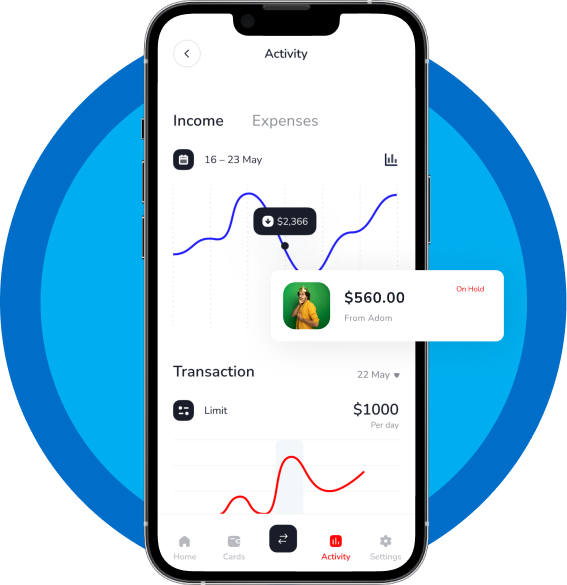 Activity
Income Expenses
16 – 23 May
$2,366
$560.00
On Hold
From Adom
Transaction
22 May
Limit
$1000
Per day
Home
Cards
Activity
Settings